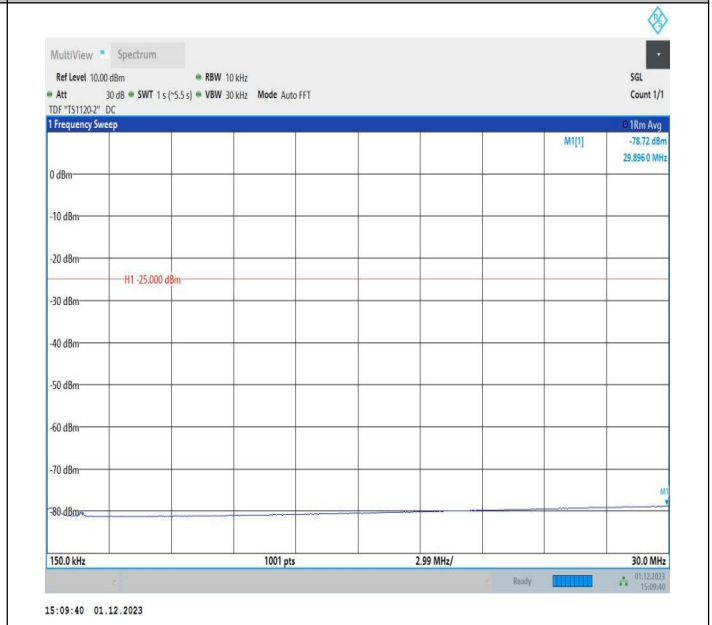 MultiView Spectrum
Ref Level 10.00 dBm RBW 10 kHz SGL
Att 30 dB SWT 1 s (~5.5 s) VBW 30 kHz Mode Auto FFT Count 1/1
TDF "TS1120-2" DC
1 Frequency Sweep 1Rm Avg
M1[1] -78.72 dBm
29.896 0 MHz
0 dBm
-10 dBm
-20 dBm
H1 -25.000 dBm
-30 dBm
-40 dBm
-50 dBm
-60 dBm
-70 dBm
M1
-80 dBm
150.0 kHz 1001 pts 2.99 MHz/ 30.0 MHz
Ready 01.12.2023
15:09:40
15:09:40 01.12.2023